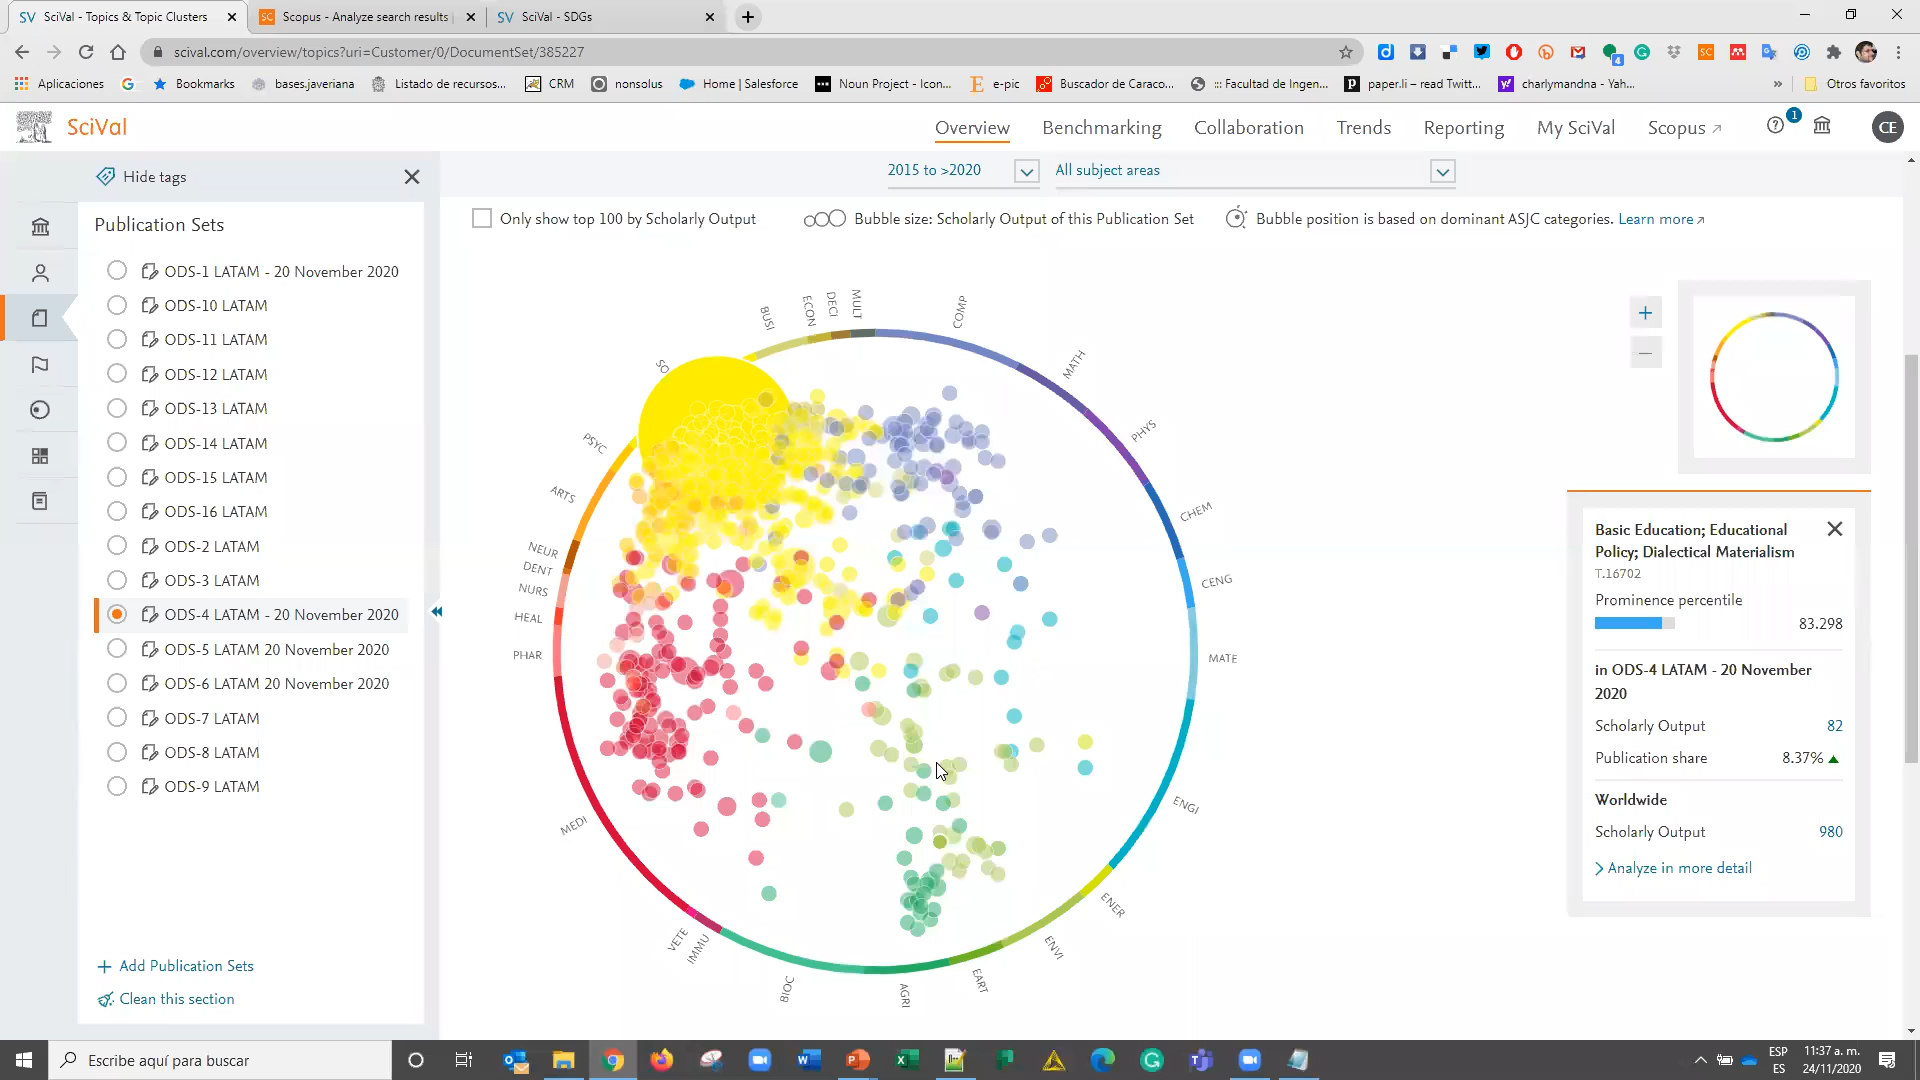 SciVal - Topics & Topic Clusters
Scopus - Analyze search results
SciVal - SDGs
scival.com/overview/topics?uri=Customer/0/DocumentSet/385227
Aplicaciones
Bookmarks
bases.javeriana
Listado de recursos...
CRM
nonsolus
Home | Salesforce
Noun Project - Icon...
e-pic
Buscador de Caraco...
::: Facultad de Ingen...
paper.li – read Twitt...
charlymandna - Yah...
»
Otros favoritos
SciVal
Overview
Benchmarking
Collaboration
Trends
Reporting
My SciVal
Scopus
1
CE
Hide tags
2015 to >2020
All subject areas
Publication Sets
ODS-1 LATAM - 20 November 2020
ODS-10 LATAM
ODS-11 LATAM
ODS-12 LATAM
ODS-13 LATAM
ODS-14 LATAM
ODS-15 LATAM
ODS-16 LATAM
ODS-2 LATAM
ODS-3 LATAM
ODS-4 LATAM - 20 November 2020
ODS-5 LATAM 20 November 2020
ODS-6 LATAM 20 November 2020
ODS-7 LATAM
ODS-8 LATAM
ODS-9 LATAM
+ Add Publication Sets
Clean this section
Only show top 100 by Scholarly Output
Bubble size: Scholarly Output of this Publication Set
Bubble position is based on dominant ASJC categories. Learn more
BUSI
ECON
DECI
MULT
COMP
MATH
PHYS
CHEM
CENG
MATE
ENGI
ENER
ENVI
EART
AGRI
BIOC
IMMU
VETE
MEDI
PHAR
HEAL
NURS
DENT
NEUR
ARTS
PSYC
SO
Basic Education; Educational
Policy; Dialectical Materialism
T.16702
Prominence percentile
83.298
in ODS-4 LATAM - 20 November
2020
Scholarly Output 82
Publication share 8.37%
Worldwide
Scholarly Output 980
Analyze in more detail
Escribe aquí para buscar
ESP
ES
11:37 a. m.
24/11/2020